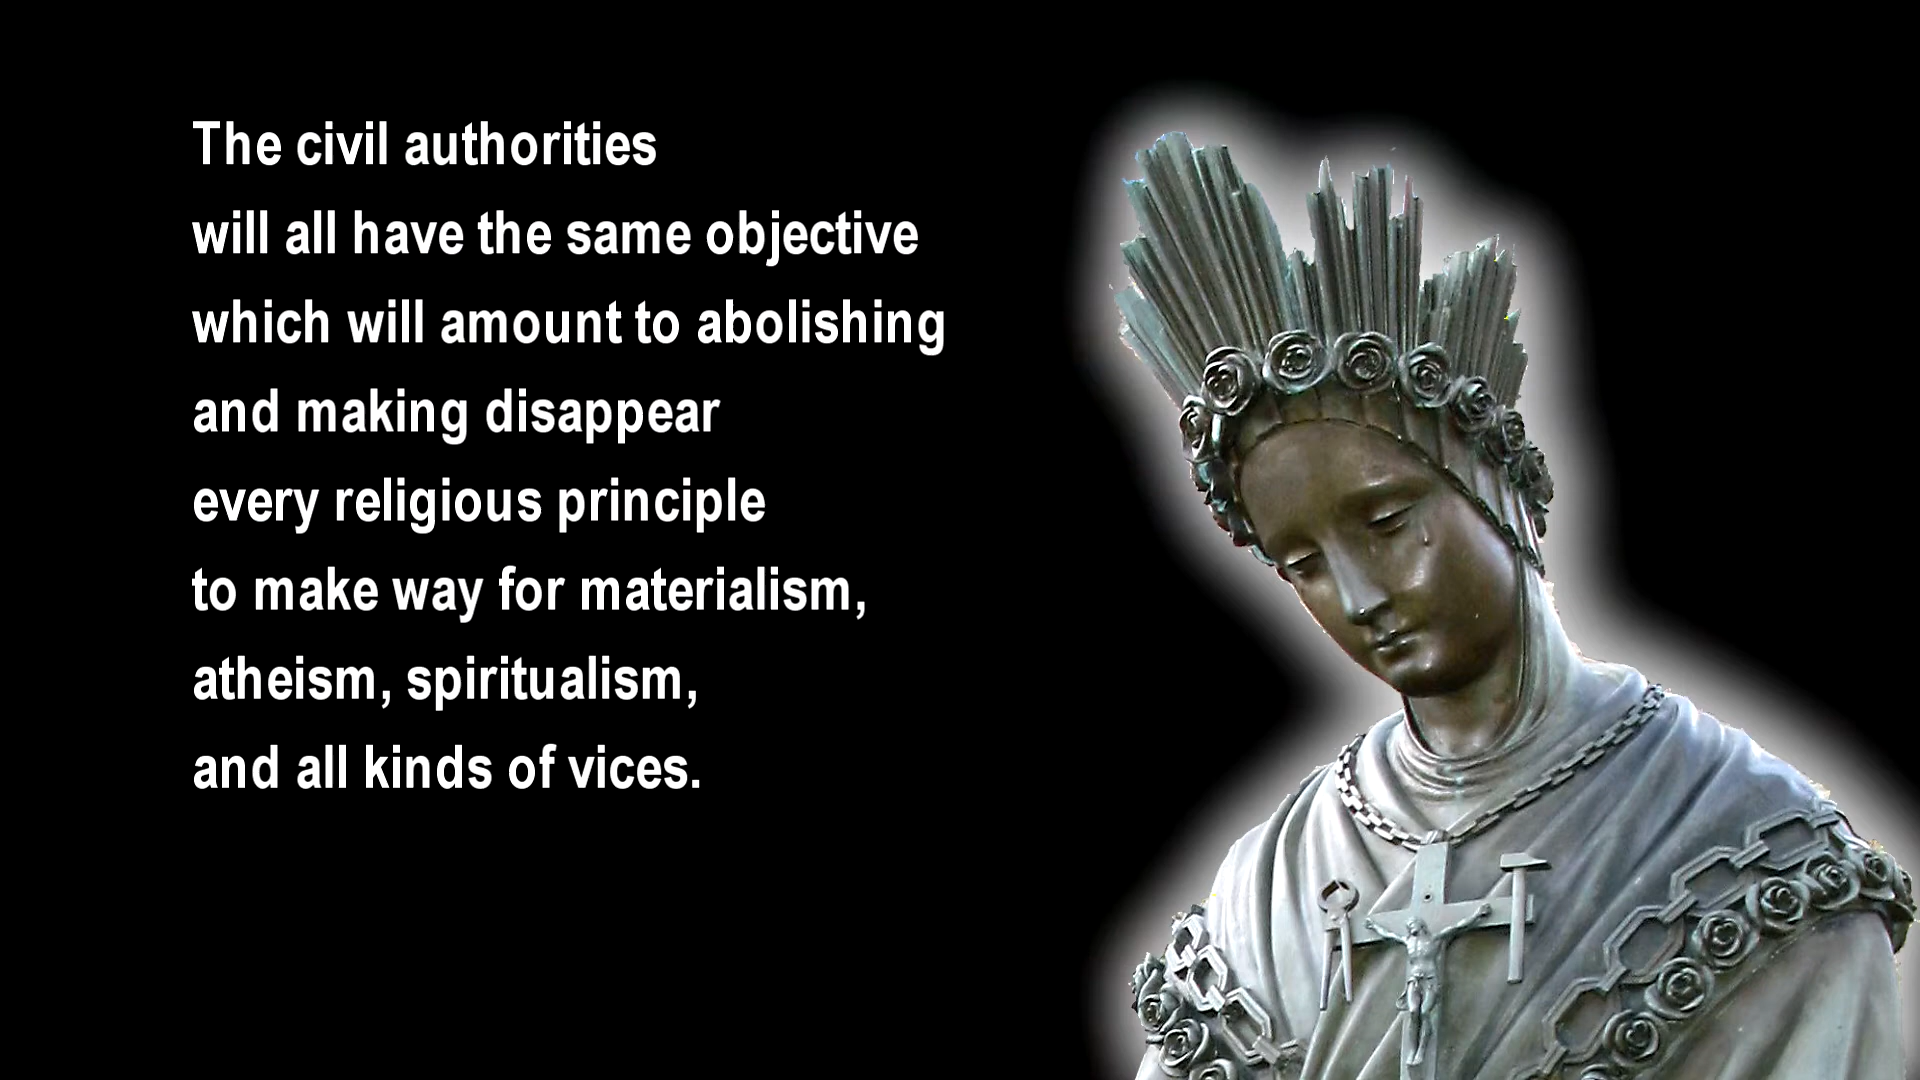 The civil authorities
will all have the same objective
which will amount to abolishing
and making disappear
every religious principle
to make way for materialism,
atheism, spiritualism,
and all kinds of vices.